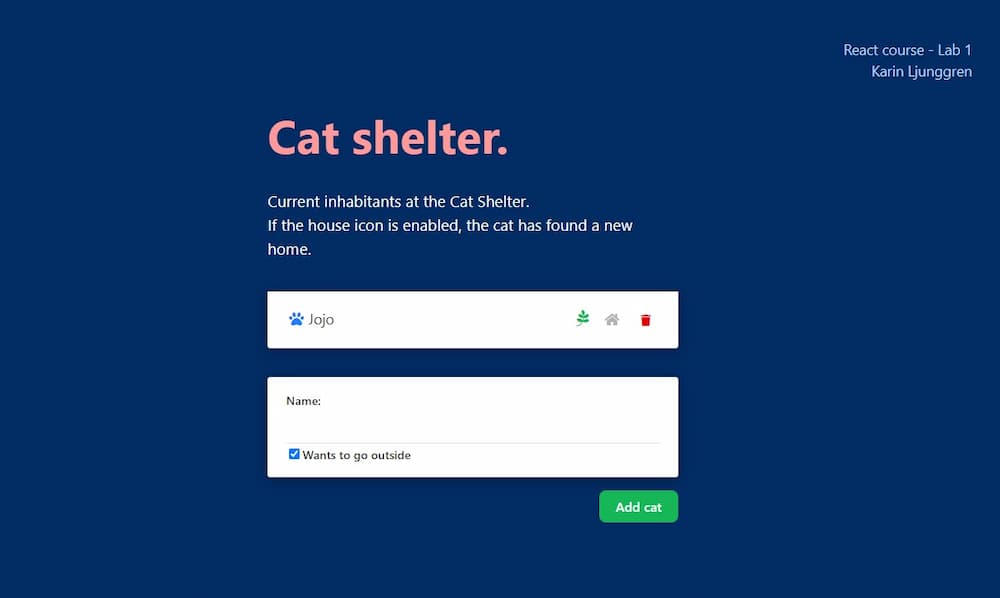 React course - Lab 1
Karin Ljunggren
Cat shelter.
Current inhabitants at the Cat Shelter.
If the house icon is enabled, the cat has found a new
home.
Jojo
Name:
Wants to go outside
Add cat